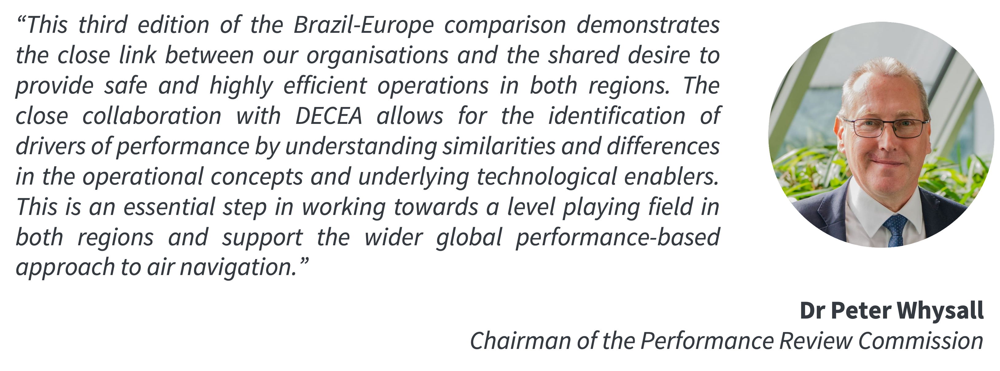 “This third edition of the Brazil-Europe comparison demonstrates
the close link between our organisations and the shared desire to
provide safe and highly efficient operations in both regions. The
close collaboration with DECEA allows for the identification of
drivers of performance by understanding similarities and differences
in the operational concepts and underlying technological enablers.
This is an essential step in working towards a level playing field in
both regions and support the wider global performance-based
approach to air navigation.”
Dr Peter Whysall
Chairman of the Performance Review Commission